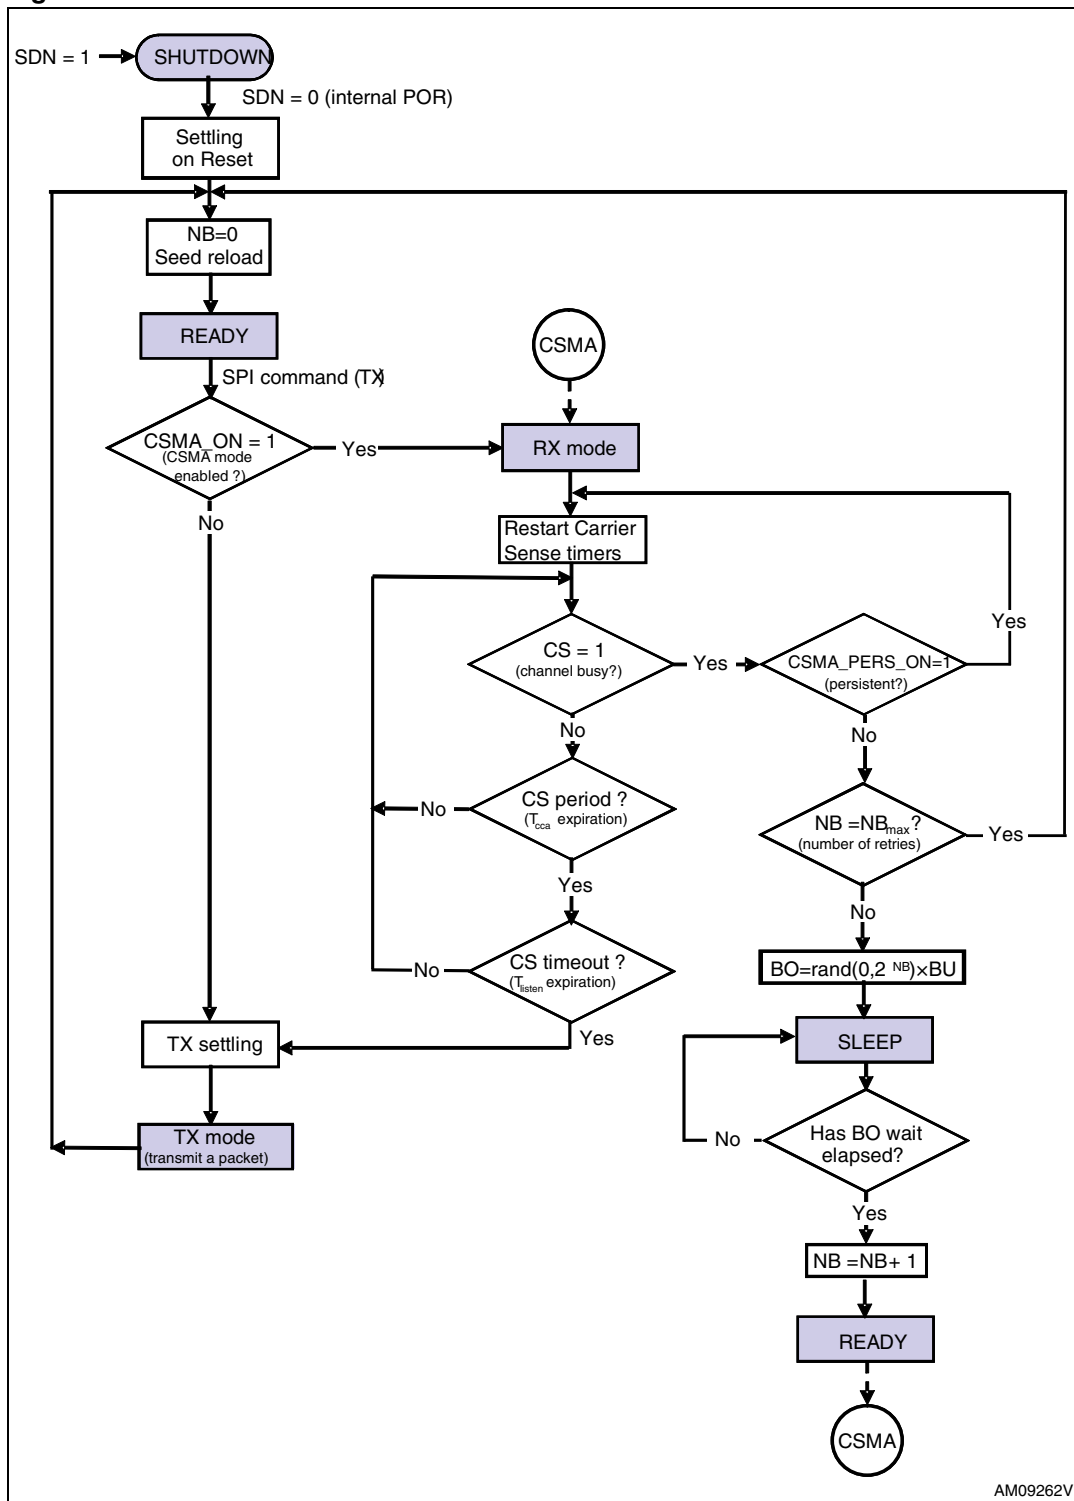 SDN = 1
SHUTDOWN
SDN = 0 (internal POR)
Settling
on Reset
NB=0
Seed reload
READY
SPI command (TX)
CSMA_ON = 1
(CSMA mode
enabled ?)
Yes
No
CSMA
RX mode
Restart Carrier
Sense timers
CS = 1
(channel busy?)
Yes
No
CSMA_PERS_ON=1
(persistent?)
Yes
No
CS period ?
(Tcca expiration)
No
Yes
NB =NBmax?
(number of retries)
Yes
No
CS timeout ?
(Tlisten expiration)
No
Yes
BO=rand(0,2 NB)×BU
SLEEP
TX settling
TX mode
(transmit a packet)
Has BO wait
elapsed?
No
Yes
NB =NB+ 1
READY
CSMA
AM09262V